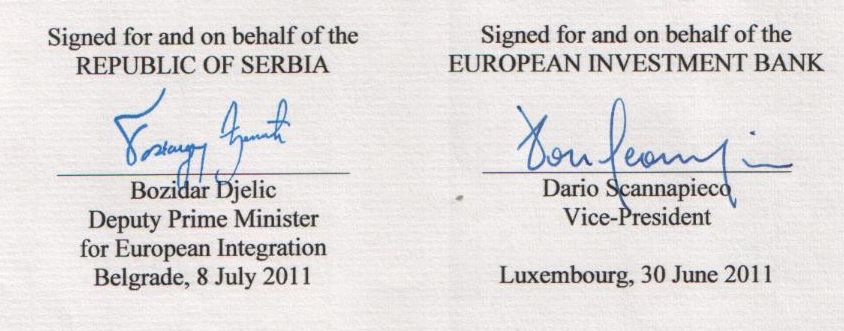 Signed for and on behalf of the
REPUBLIC OF SERBIA
Bozidar Djelic
Deputy Prime Minister
for European Integration
Belgrade, 8 July 2011
Signed for and on behalf of the
EUROPEAN INVESTMENT BANK
Dario Scannapieco
Vice-President
Luxembourg, 30 June 2011